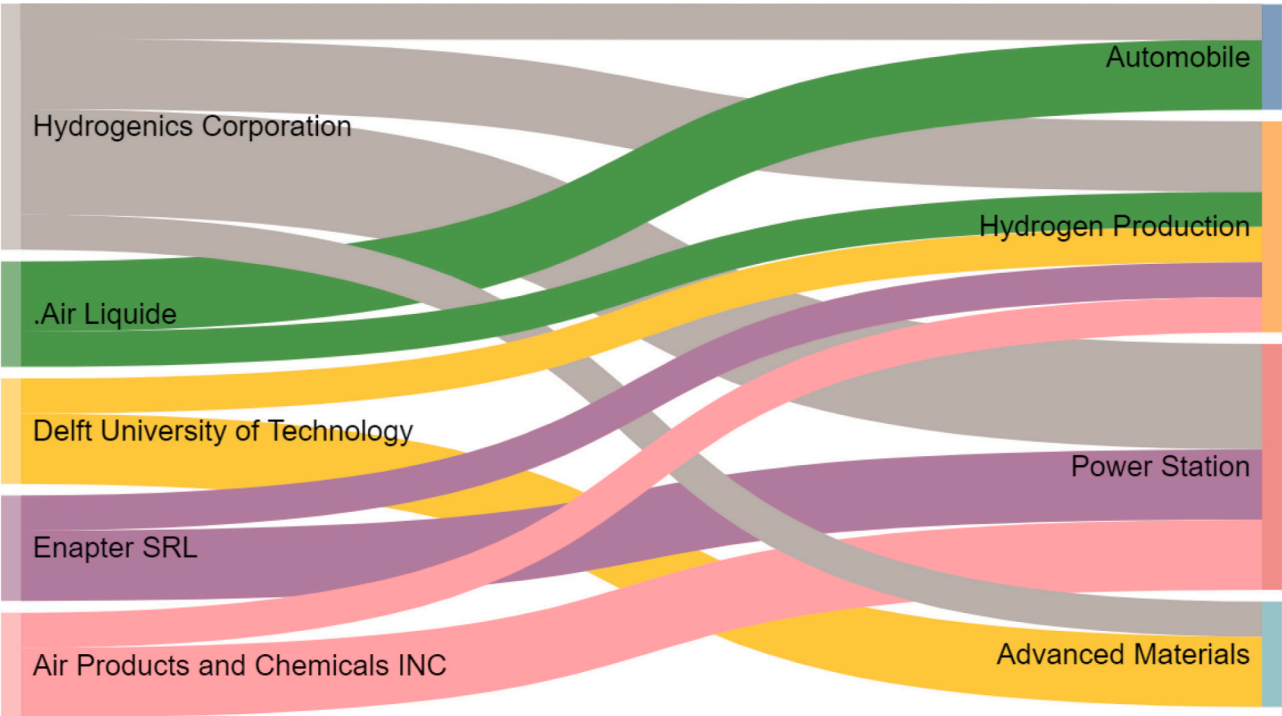 Hydrogenics Corporation
.Air Liquide
Delft University of Technology
Enapter SRL
Air Products and Chemicals INC
Automobile
Hydrogen Production
Power Station
Advanced Materials